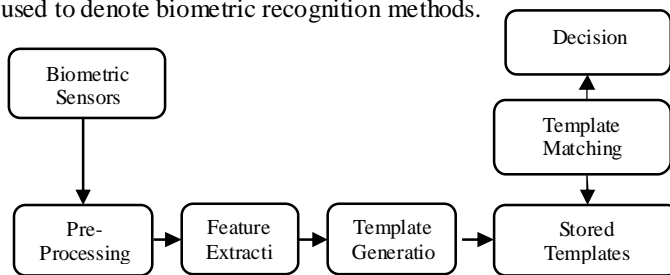 used to denote biometric recognition methods.
Decision
Biometric
Sensors
Template
Matching
Pre-
Processing
Feature
Extracti
Template
Generatio
Stored
Templates